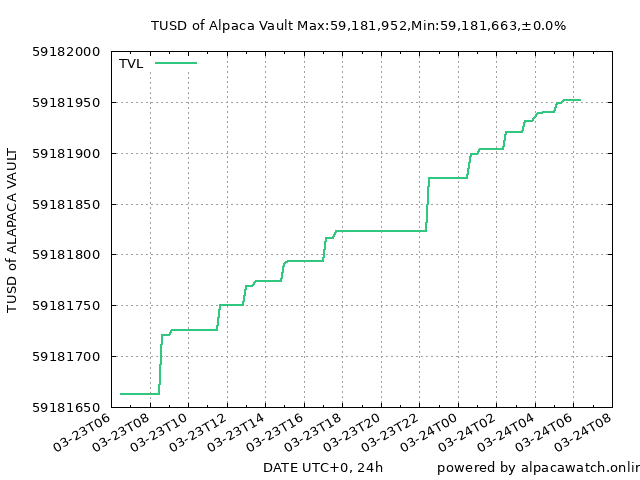 TUSD of Alpaca Vault Max:59,181,952,Min:59,181,663,±0.0%
TVL
59182000
59181950
59181900
59181850
59181800
59181750
59181700
59181650
TUSD of ALAPACA VAULT
03-23T06
03-23T08
03-23T10
03-23T12
03-23T14
03-23T16
03-23T18
03-23T20
03-23T22
03-24T00
03-24T02
03-24T04
03-24T06
03-24T08
DATE UTC+0, 24h
powered by alpacawatch.onlin